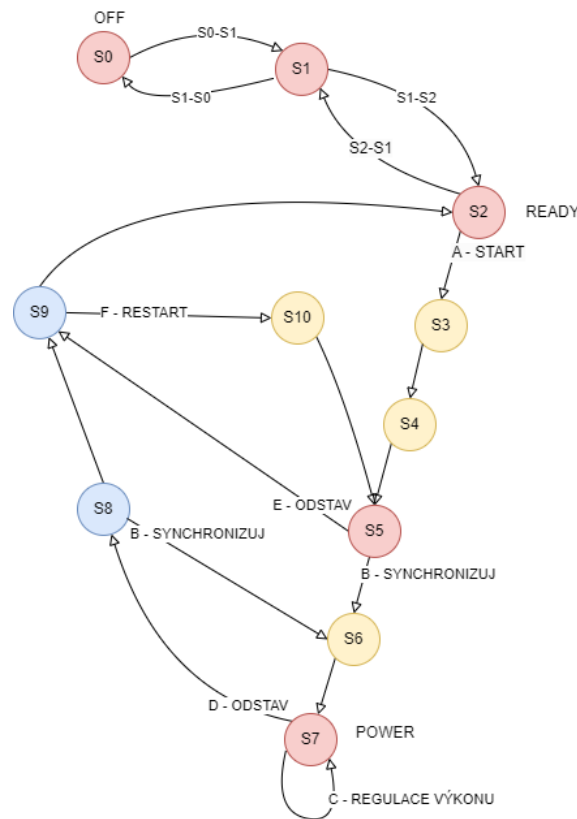 OFF
S0
S0-S1
S1
S1-S0
S1-S2
S2-S1
S2
READY
A - START
S9
F - RESTART
S10
S3
S4
E - ODSTAV
S8
B - SYNCHRONIZUJ
S5
B - SYNCHRONIZUJ
S6
D - ODSTAV
S7
POWER
C - REGULACE VÝKONU